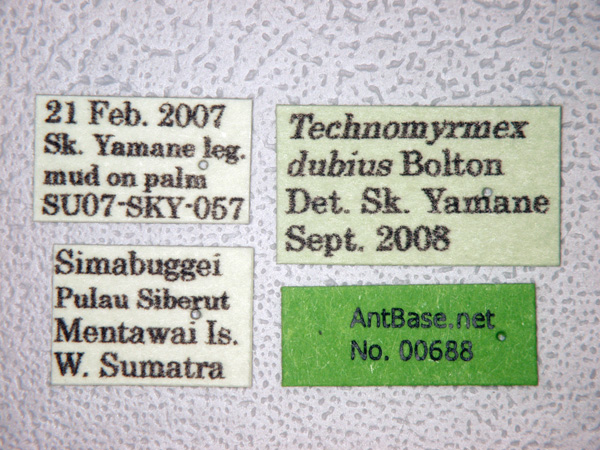 21 Feb. 2007
Sk. Yamane leg.
mud on palm
SU07-SKY-057
Simabuggei
Pulau Siberut
Mentawai Is.
W. Sumatra
Technomyrmex
dubius Bolton
Det. Sk. Yamane
Sept. 2008
AntBase.net
No. 00688